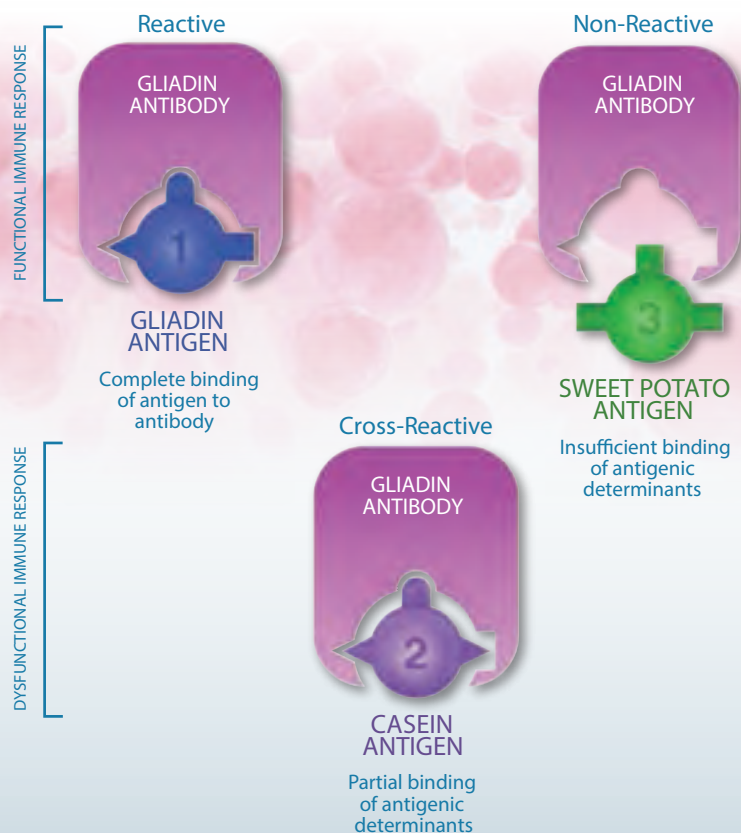 FUNCTIONAL IMMUNE RESPONSE
Reactive
GLIADIN
ANTIBODY
1
GLIADIN
ANTIGEN
Complete binding
of antigen to
antibody
Non-Reactive
GLIADIN
ANTIBODY
3
SWEET POTATO
ANTIGEN
Insufficient binding
of antigenic
determinants
DYSFUNCTIONAL IMMUNE RESPONSE
Cross-Reactive
GLIADIN
ANTIBODY
2
CASEIN
ANTIGEN
Partial binding
of antigenic
determinants